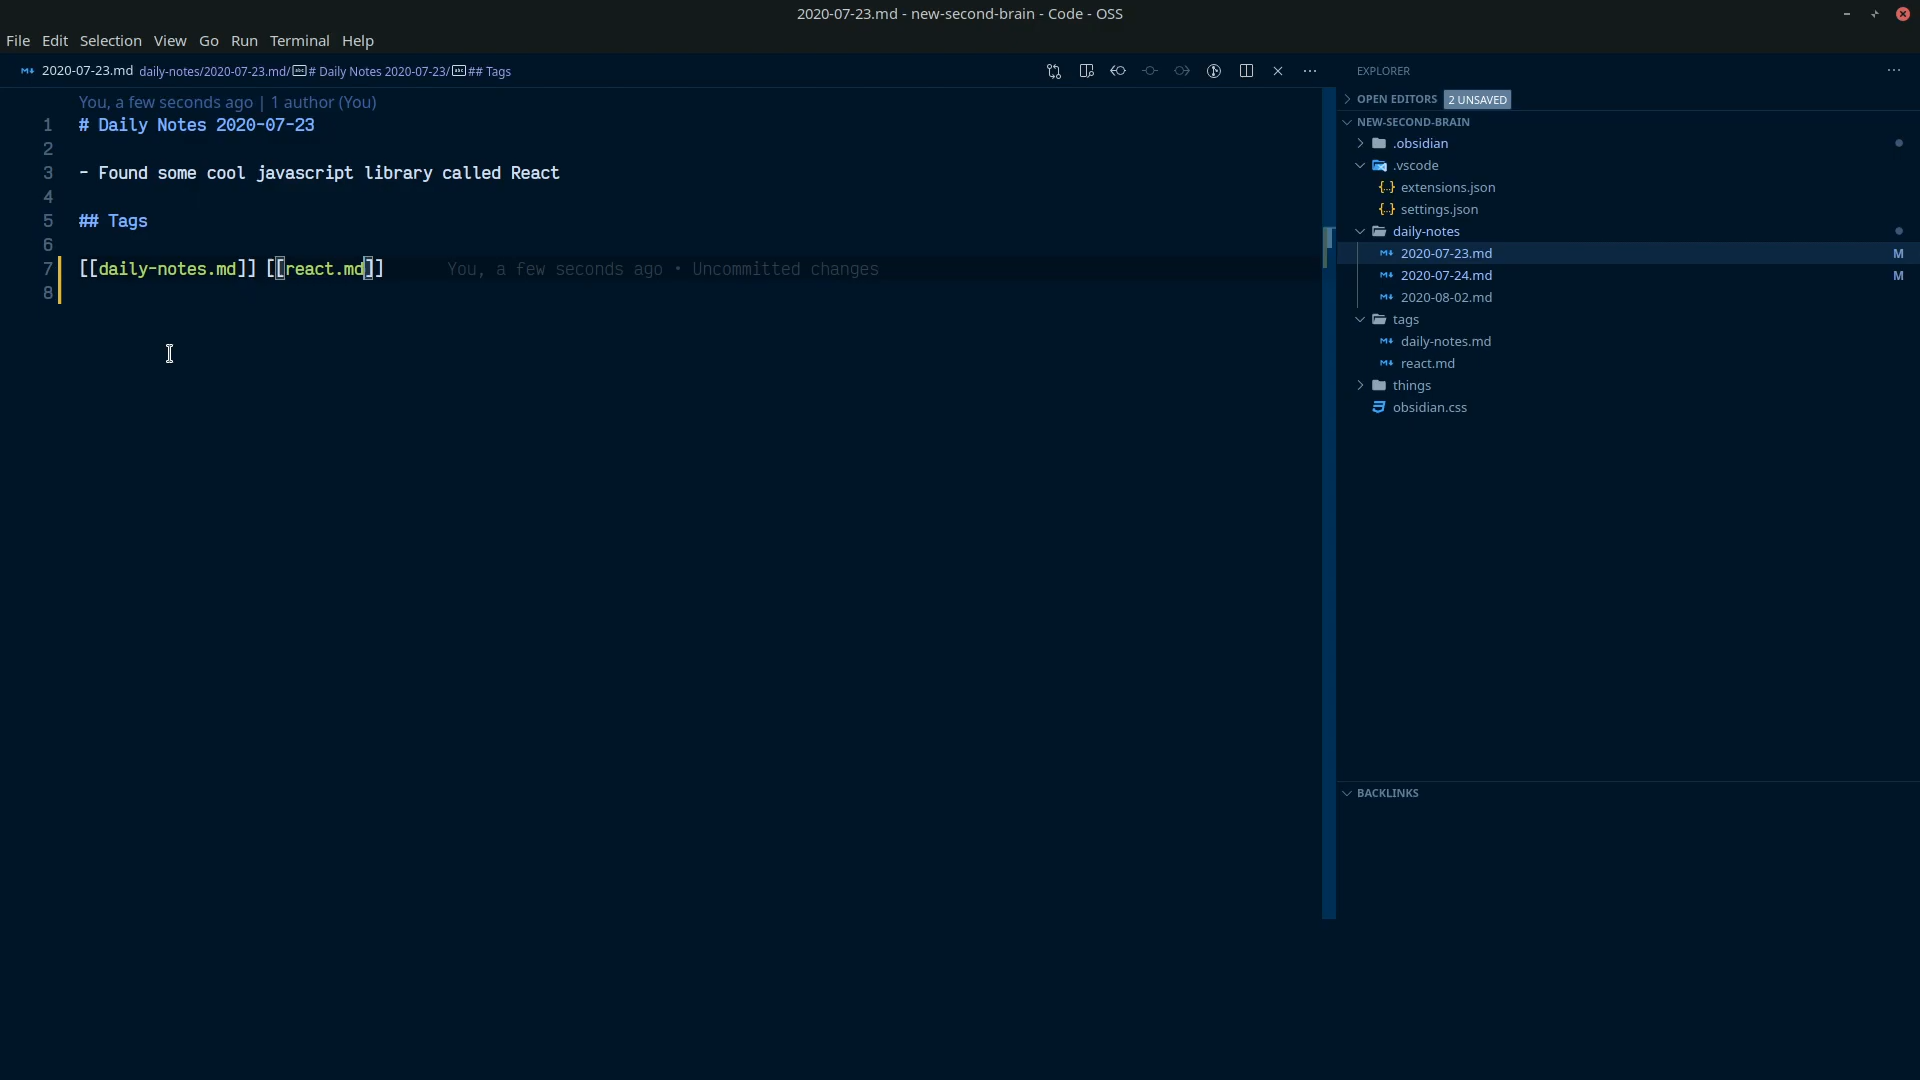 2020-07-23.md - new-second-brain - Code - OSS
File Edit Selection View Go Run Terminal Help
2020-07-23.md daily-notes/2020-07-23.md/ # Daily Notes 2020-07-23/ ## Tags
You, a few seconds ago | 1 author (You)
1 # Daily Notes 2020-07-23
2
3 - Found some cool javascript library called React
4
5 ## Tags
6
7 [[daily-notes.md]] [[react.md]] You, a few seconds ago • Uncommitted changes
8
EXPLORER
OPEN EDITORS 2 UNSAVED
NEW-SECOND-BRAIN
.obsidian
.vscode
{..} extensions.json
{..} settings.json
daily-notes
2020-07-23.md M
2020-07-24.md M
2020-08-02.md
tags
daily-notes.md
react.md
things
obsidian.css
BACKLINKS